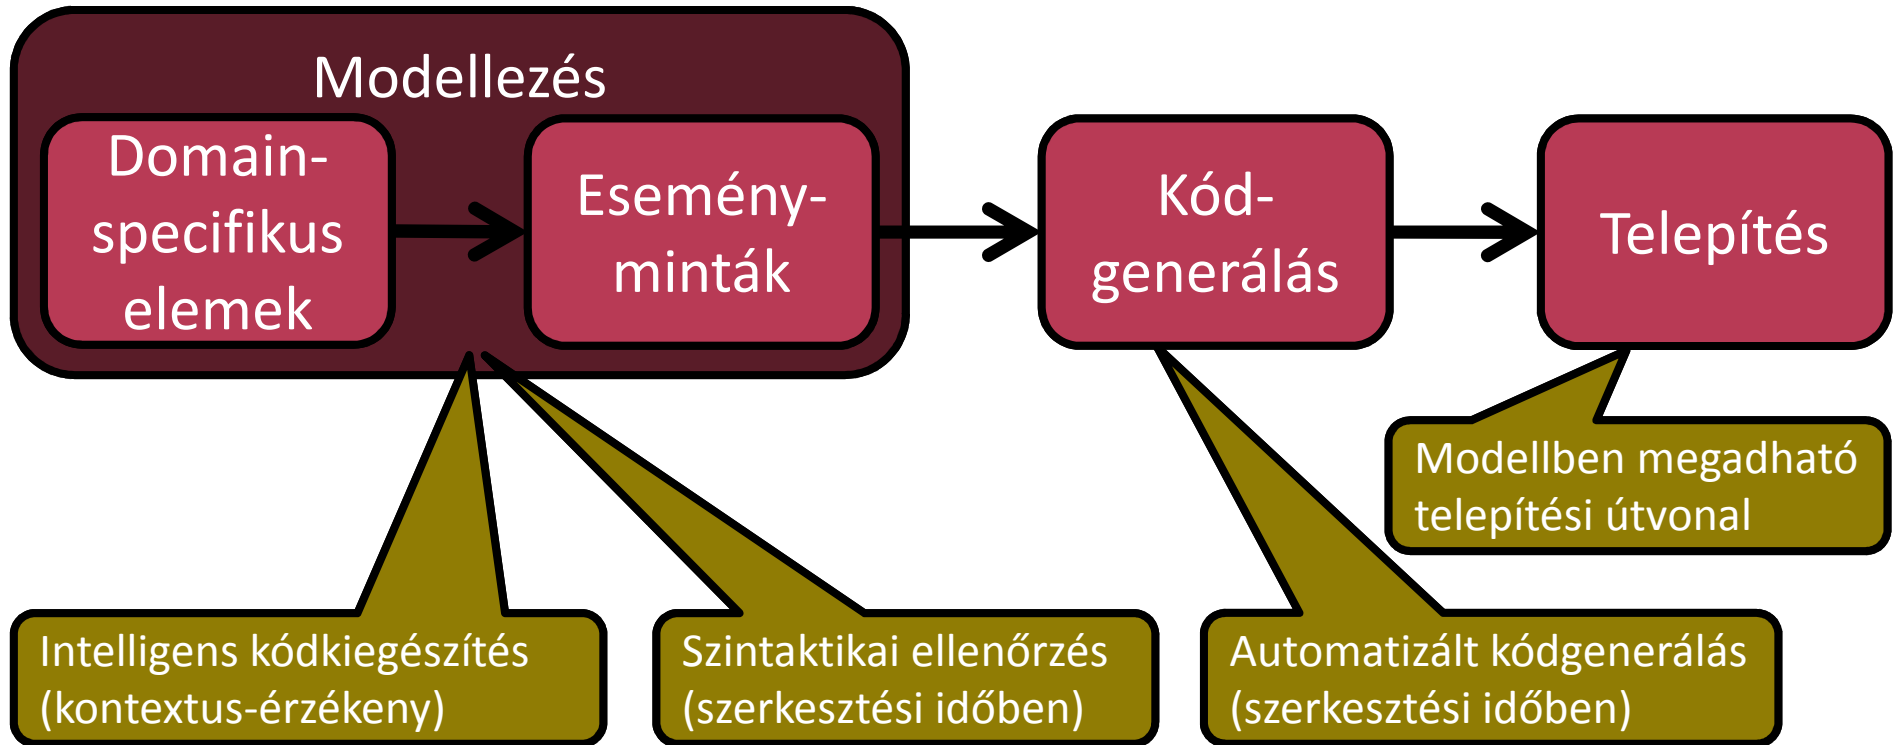 Modellezés
Domain-
specifikus
elemek
Esemény-
minták
Kód-
generálás
Telepítés
Modellben megadható
telepítési útvonal
Intelligens kódkiegészítés
(kontextus-érzékeny)
Szintaktikai ellenőrzés
(szerkesztési időben)
Automatizált kódgenerálás
(szerkesztési időben)